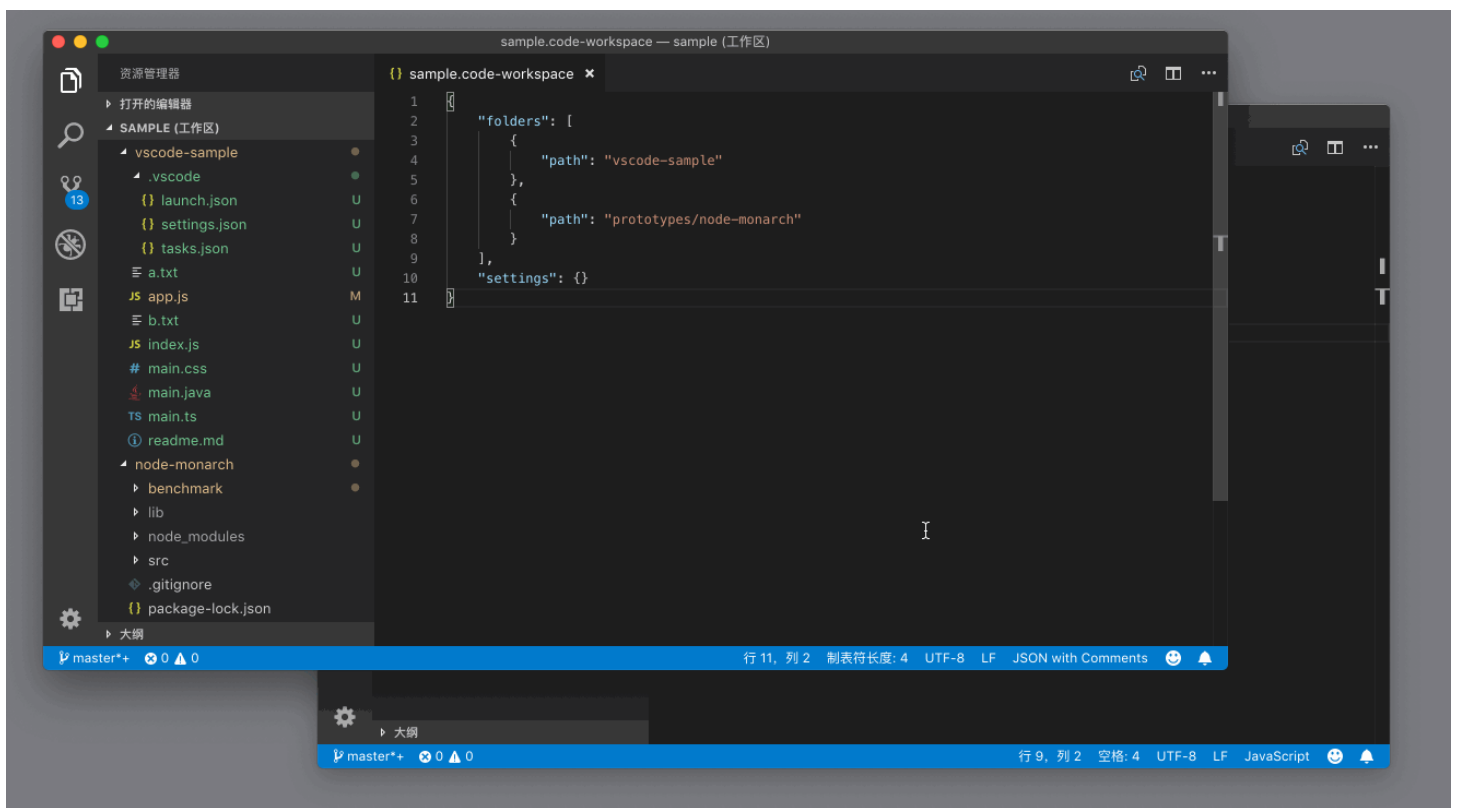 sample.code-workspace — sample (工作区)
资源管理器
打开的编辑器
SAMPLE (工作区)
vscode-sample
.vscode
{} launch.json U
{} settings.json U
{} tasks.json U
a.txt U
JS app.js M
b.txt U
JS index.js U
# main.css U
main.java U
TS main.ts U
readme.md U
node-monarch
benchmark
lib
node_modules
src
.gitignore
{} package-lock.json
大纲
13
{} sample.code-workspace ×
1 {
2 "folders": [
3 {
4 "path": "vscode-sample"
5 },
6 {
7 "path": "prototypes/node-monarch"
8 }
9 ],
10 "settings": {}
11 }
master*+ 0 0 行 11, 列 2 制表符长度: 4 UTF-8 LF JSON with Comments
大纲
master*+ 0 0 行 9, 列 2 空格: 4 UTF-8 LF JavaScript